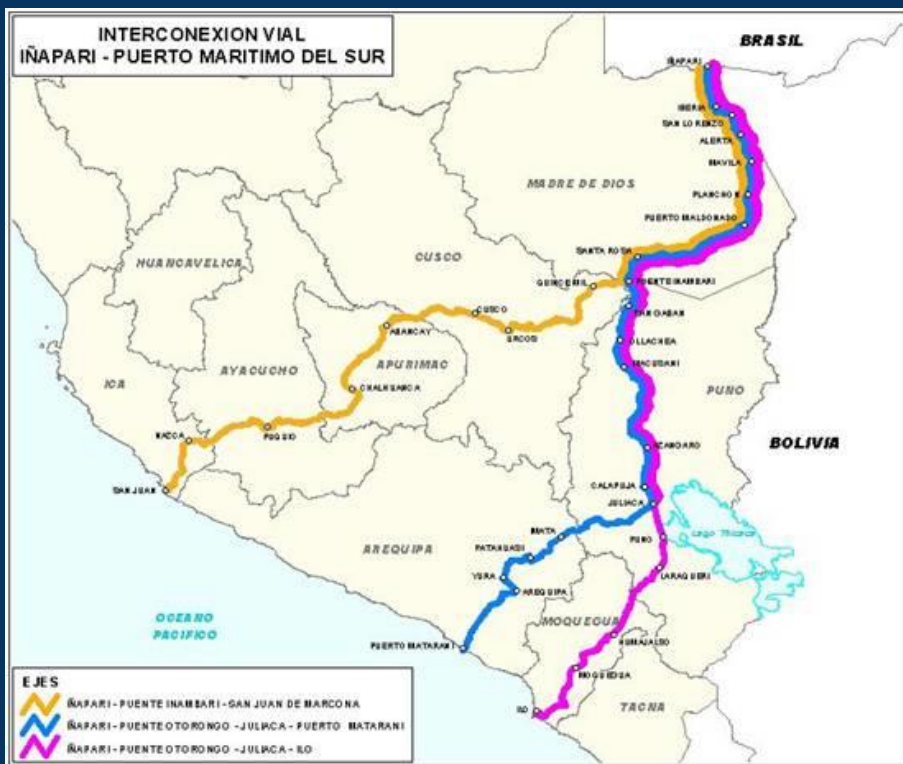 INTERCONEXION VIAL
IÑAPARI - PUERTO MARITIMO DEL SUR
BRASIL
IÑAPARI
IBERIA
SAN LORENZO
ALERTA
MAVILA
MADRE DE DIOS
PLANCHON
PUERTO MALDONADO
SANTA ROSA
CUSCO
HUANCAVELICA
QUINCEMIL
PUENTE INAMBARI
SAN GABAN
CUSCO
ABANCAY
URCOS
OLLACHEA
MACUSANI
APURIMAC
AYACUCHO
ICA
CHALHUANCA
PUNO
NAZCA
PUQUIO
BOLIVIA
AZANGARO
SAN JUAN
CALAPUJA
JULIACA
AREQUIPA
IMATA
PUNO
Lago Titicaca
PATAHUASI
LARAQUERI
YURA
AREQUIPA
OCEANO
PACIFICO
MOQUEGUA
PUERTO MATARANI
HUMAJALSO
MOQUEGUA
ILO
TACNA
EJES
IÑAPARI - PUENTE INAMBARI - SAN JUAN DE MARCONA
IÑAPARI - PUENTE OTORONGO - JULIACA - PUERTO MATARANI
IÑAPARI - PUENTE OTORONGO - JULIACA - ILO